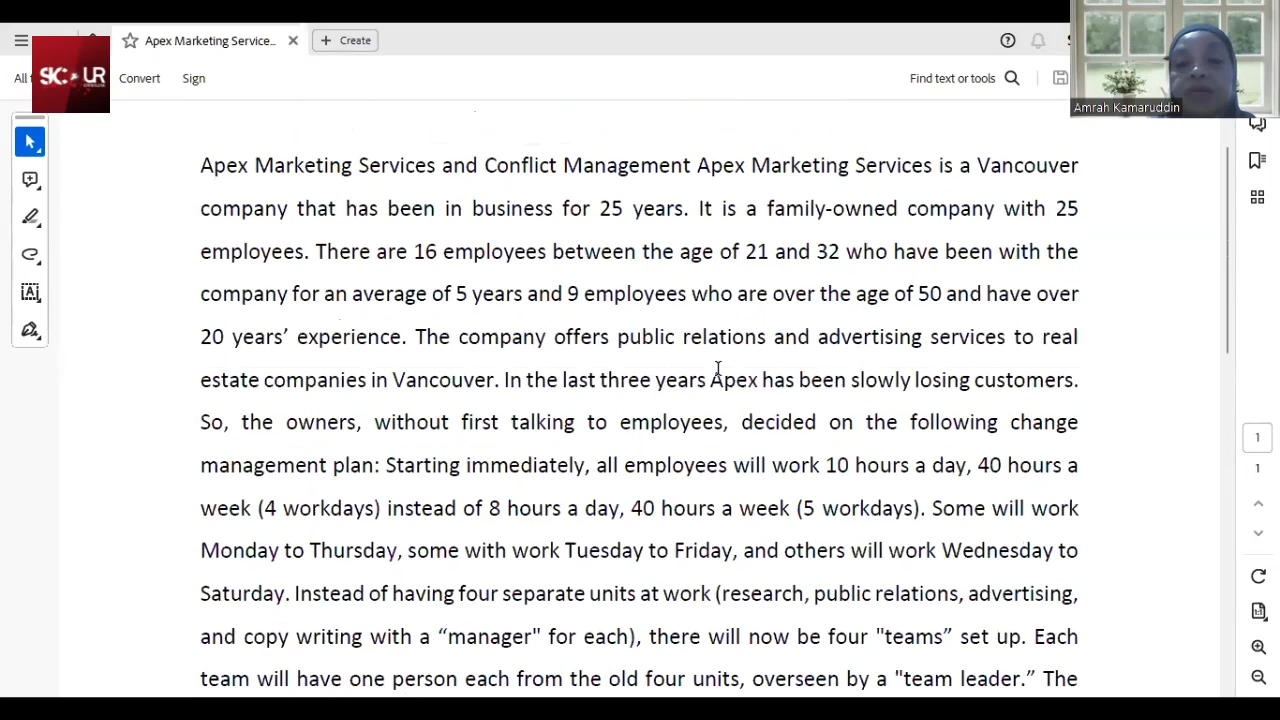 Apex Marketing Service...
Create
Convert
Sign
Find text or tools
Amrah Kamaruddin
Apex Marketing Services and Conflict Management Apex Marketing Services is a Vancouver
company that has been in business for 25 years. It is a family-owned company with 25
employees. There are 16 employees between the age of 21 and 32 who have been with the
company for an average of 5 years and 9 employees who are over the age of 50 and have over
20 years’ experience. The company offers public relations and advertising services to real
estate companies in Vancouver. In the last three years Apex has been slowly losing customers.
So, the owners, without first talking to employees, decided on the following change
management plan: Starting immediately, all employees will work 10 hours a day, 40 hours a
week (4 workdays) instead of 8 hours a day, 40 hours a week (5 workdays). Some will work
Monday to Thursday, some with work Tuesday to Friday, and others will work Wednesday to
Saturday. Instead of having four separate units at work (research, public relations, advertising,
and copy writing with a “manager" for each), there will now be four "teams” set up. Each
team will have one person each from the old four units, overseen by a "team leader.” The
1
1